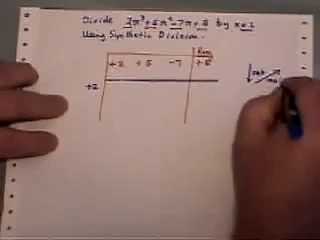 Divide 2x³+5x²-7x+8 by x-2
Using Synthetic Division.
Rem
+2 +5 -7 +8
+2